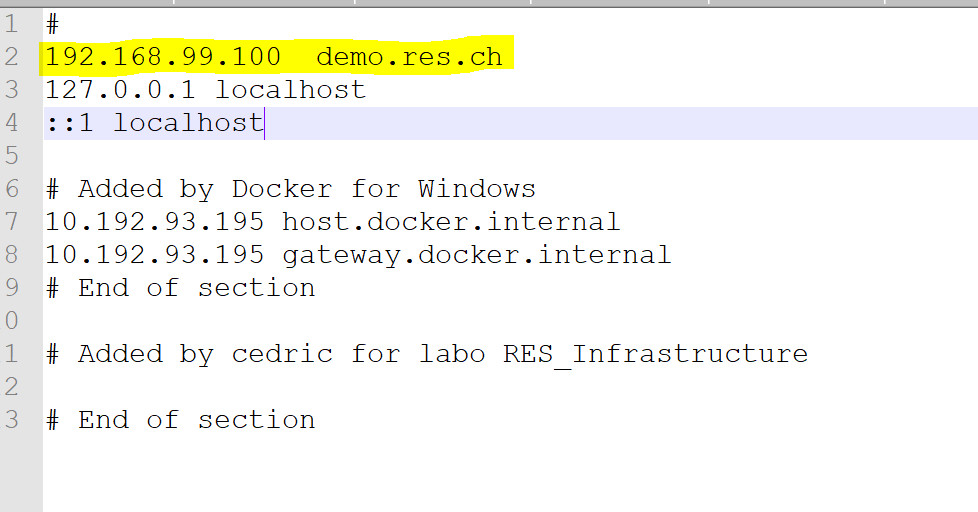 1 #
2 192.168.99.100  demo.res.ch
3 127.0.0.1 localhost
4 ::1 localhost
5
6 # Added by Docker for Windows
7 10.192.93.195 host.docker.internal
8 10.192.93.195 gateway.docker.internal
9 # End of section
0
1 # Added by cedric for labo RES_Infrastructure
2
3 # End of section